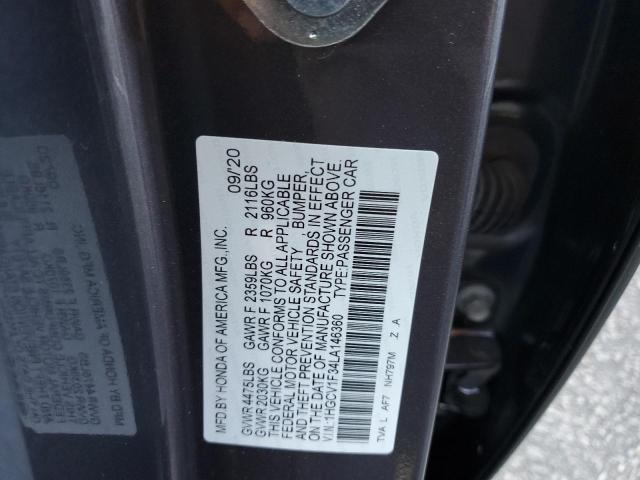 MFD BY HONDA OF AMERICA MFG., INC. 09/20
GVWR 4475LBS GAWR F 2359LBS R 2116LBS
GVWR 2030KG GAWR F 1070KG R 960KG
THIS VEHICLE CONFORMS TO ALL APPLICABLE
FEDERAL MOTOR VEHICLE SAFETY , BUMPER,
AND THEFT PREVENTION STANDARDS IN EFFECT
ON THE DATE OF MANUFACTURE SHOWN ABOVE.
V.I.N.: 1HGCV1F34LA146360 TYPE:PASSENGER CAR
TVA L AF7 NH797M Z A